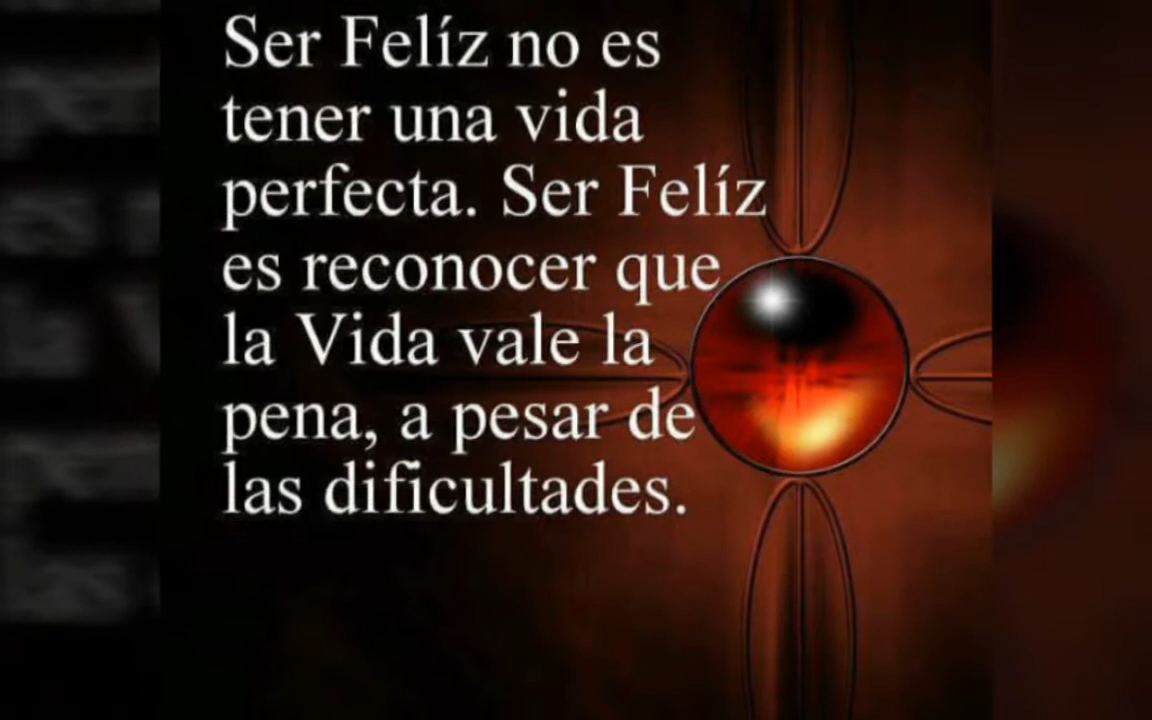 Ser Felíz no es
tener una vida
perfecta. Ser Felíz
es reconocer que
la Vida vale la
pena, a pesar de
las dificultades.